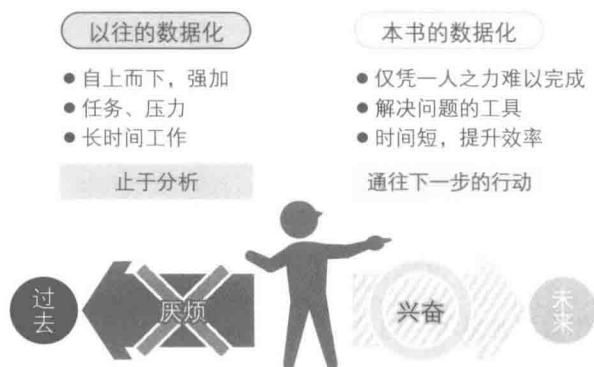 以往的数据化
● 自上而下，强加
● 任务、压力
● 长时间工作
止于分析
本书的数据化
● 仅凭一人之力难以完成
● 解决问题的工具
● 时间短，提升效率
通往下一步的行动
过去
厌烦
兴奋
未来